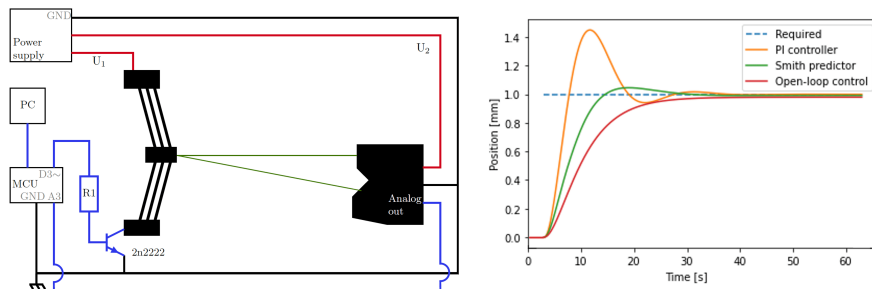 GND
Power
supply
U1
U2
PC
D3~
MCU
GND A3
R1
2n2222
Analog
out
Required
PI controller
Smith predictor
Open-loop control
Position [mm]
1.4
1.2
1.0
0.8
0.6
0.4
0.2
0.0
0 10 20 30 40 50 60
Time [s]